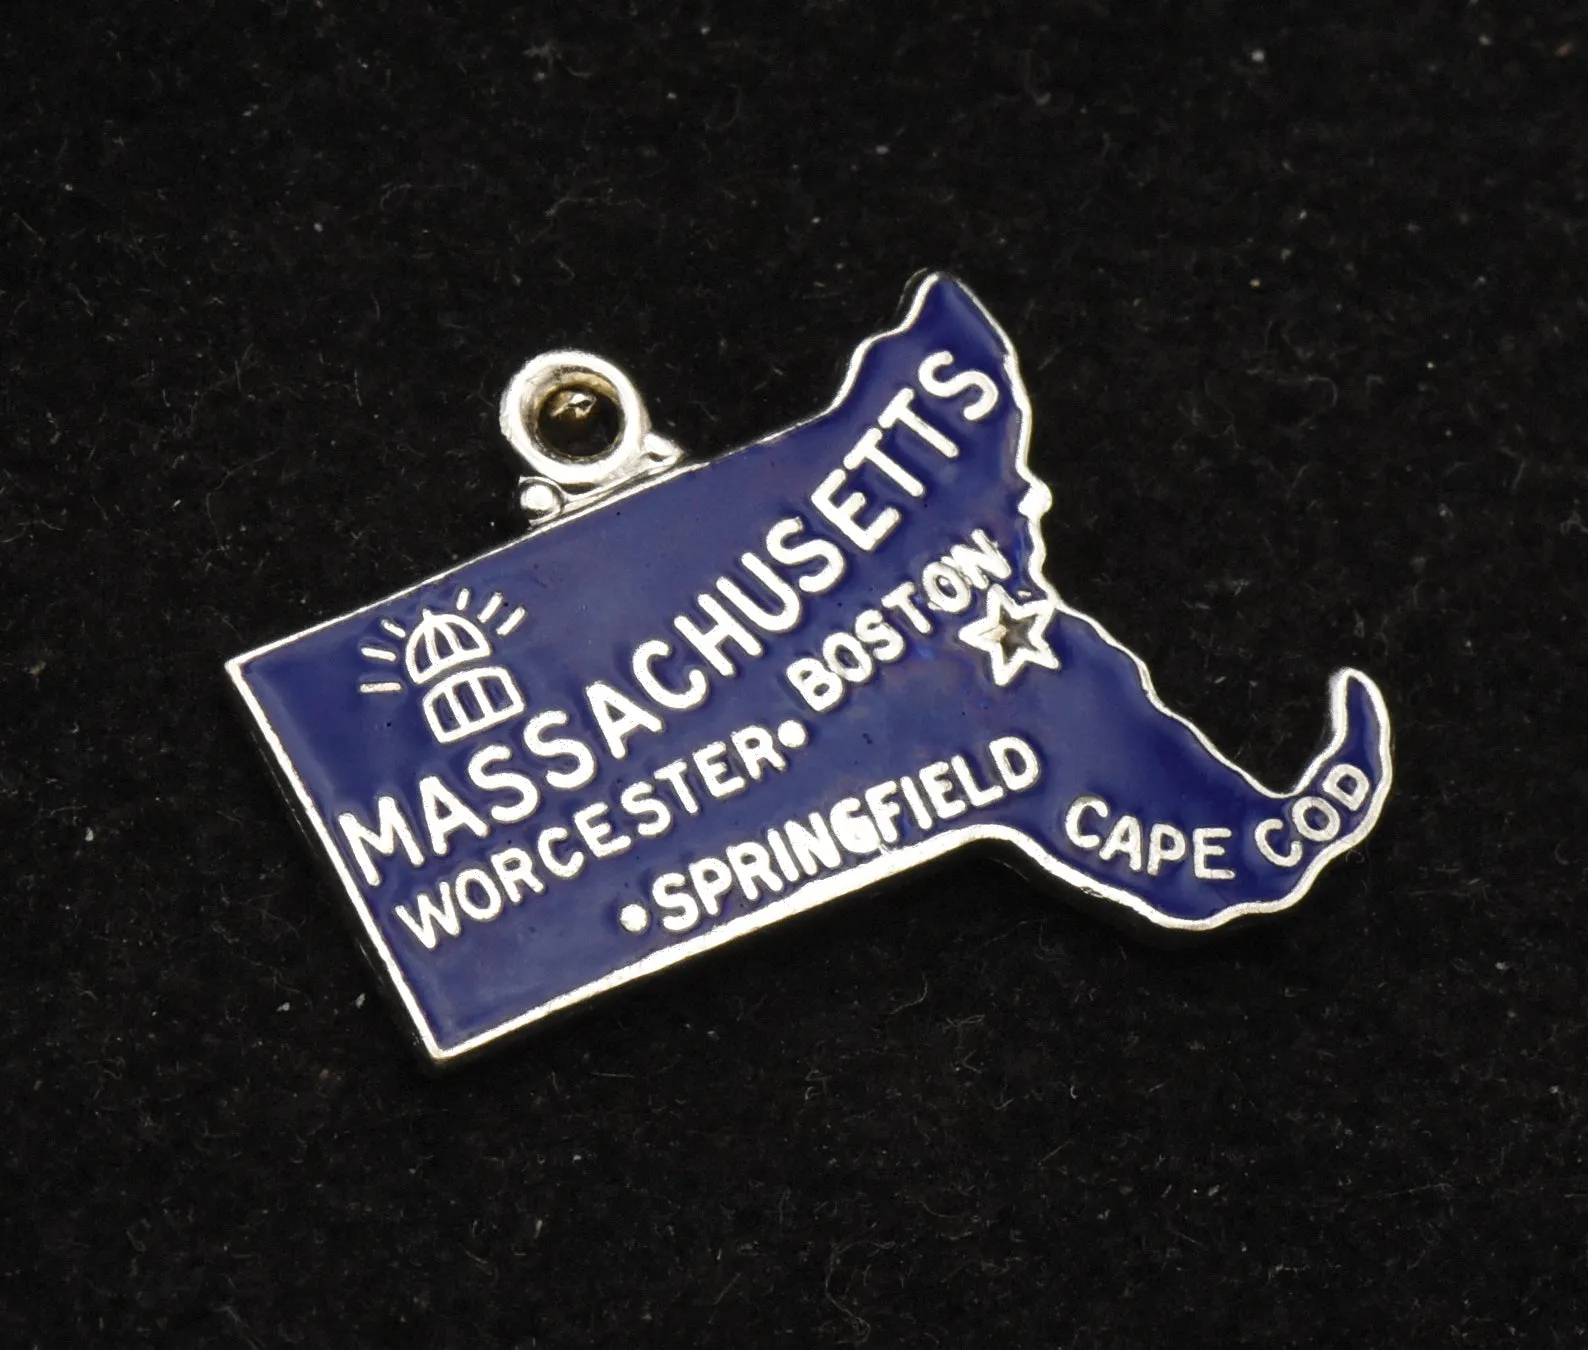 MASSACHUSETTS
BOSTON
WORCESTER
SPRINGFIELD
CAPE COD